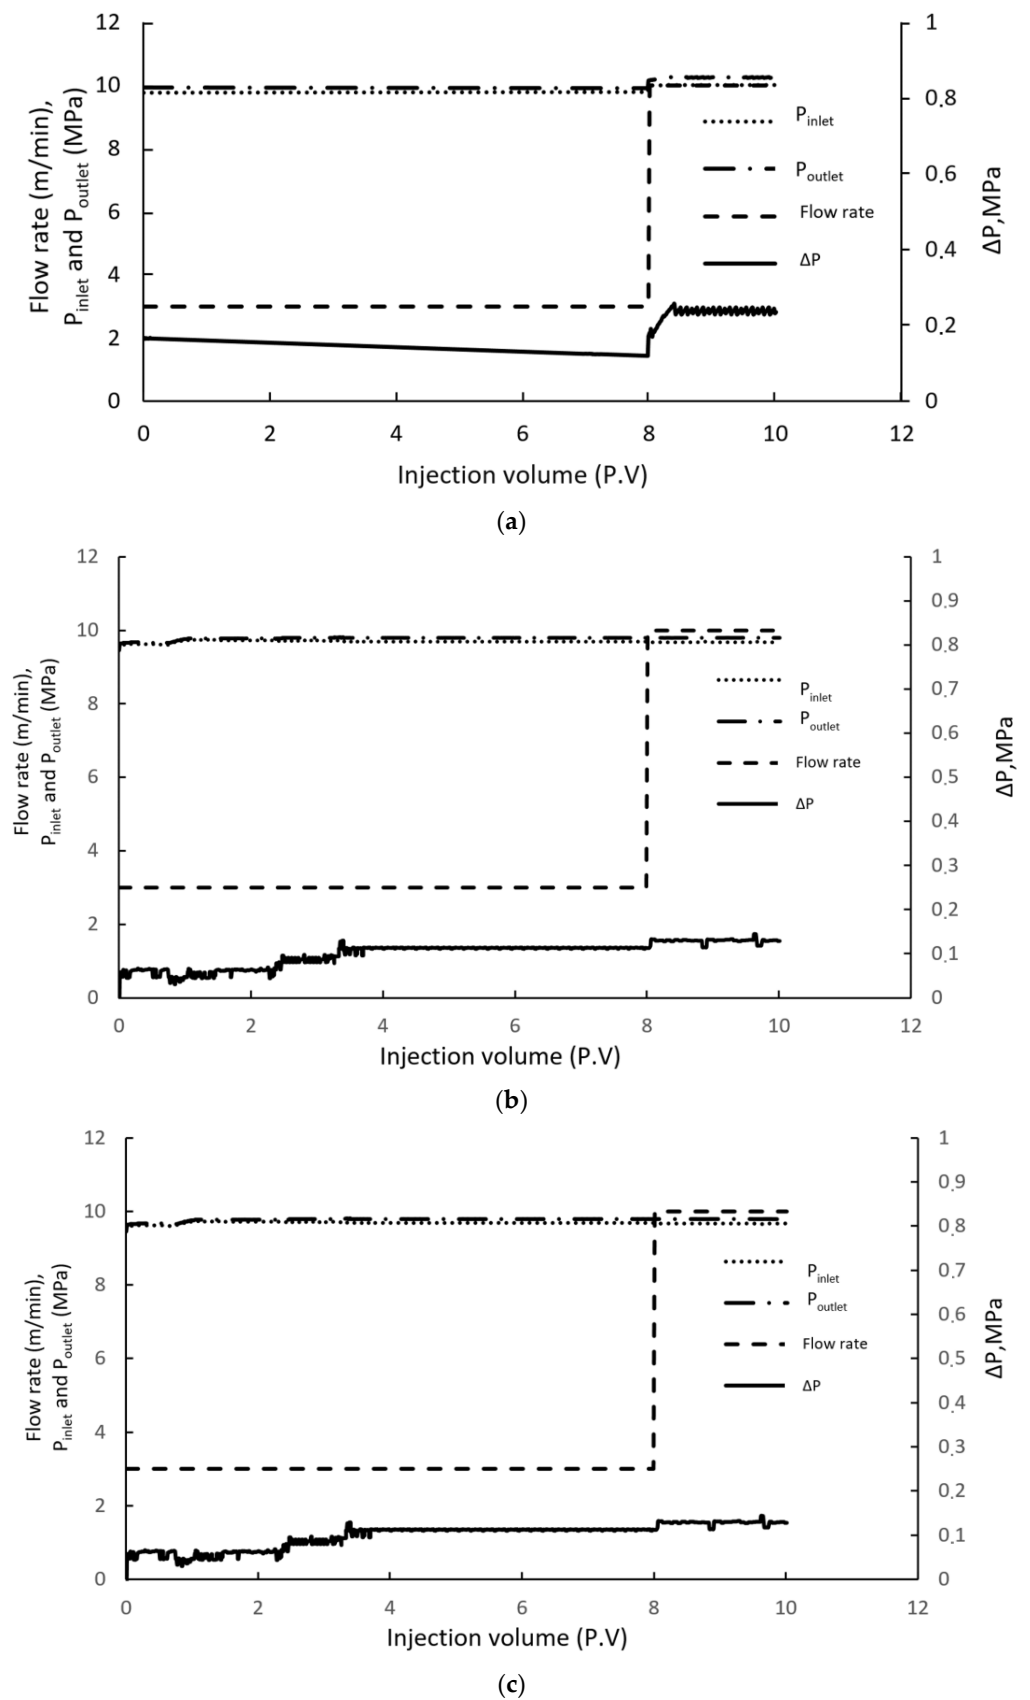 12
10
8
6
4
2
0
1
0.8
0.6
0.4
0.2
0
0
2
4
6
8
10
12
Flow rate (m/min),
Pinlet and Poutlet (MPa)
ΔP,MPa
Pinlet
Poutlet
Flow rate
ΔP
Injection volume (P.V)
(a)
12
10
8
6
4
2
0
1
0.9
0.8
0.7
0.6
0.5
0.4
0.3
0.2
0.1
0
0
2
4
6
8
10
12
Flow rate (m/min),
Pinlet and Poutlet (MPa)
ΔP,MPa
Pinlet
Poutlet
Flow rate
ΔP
Injection volume (P.V)
(b)
12
10
8
6
4
2
0
1
0.9
0.8
0.7
0.6
0.5
0.4
0.3
0.2
0.1
0
0
2
4
6
8
10
12
Flow rate (m/min),
Pinlet and Poutlet (MPa)
ΔP,MPa
Pinlet
Poutlet
Flow rate
ΔP
Injection volume (P.V)
(c)